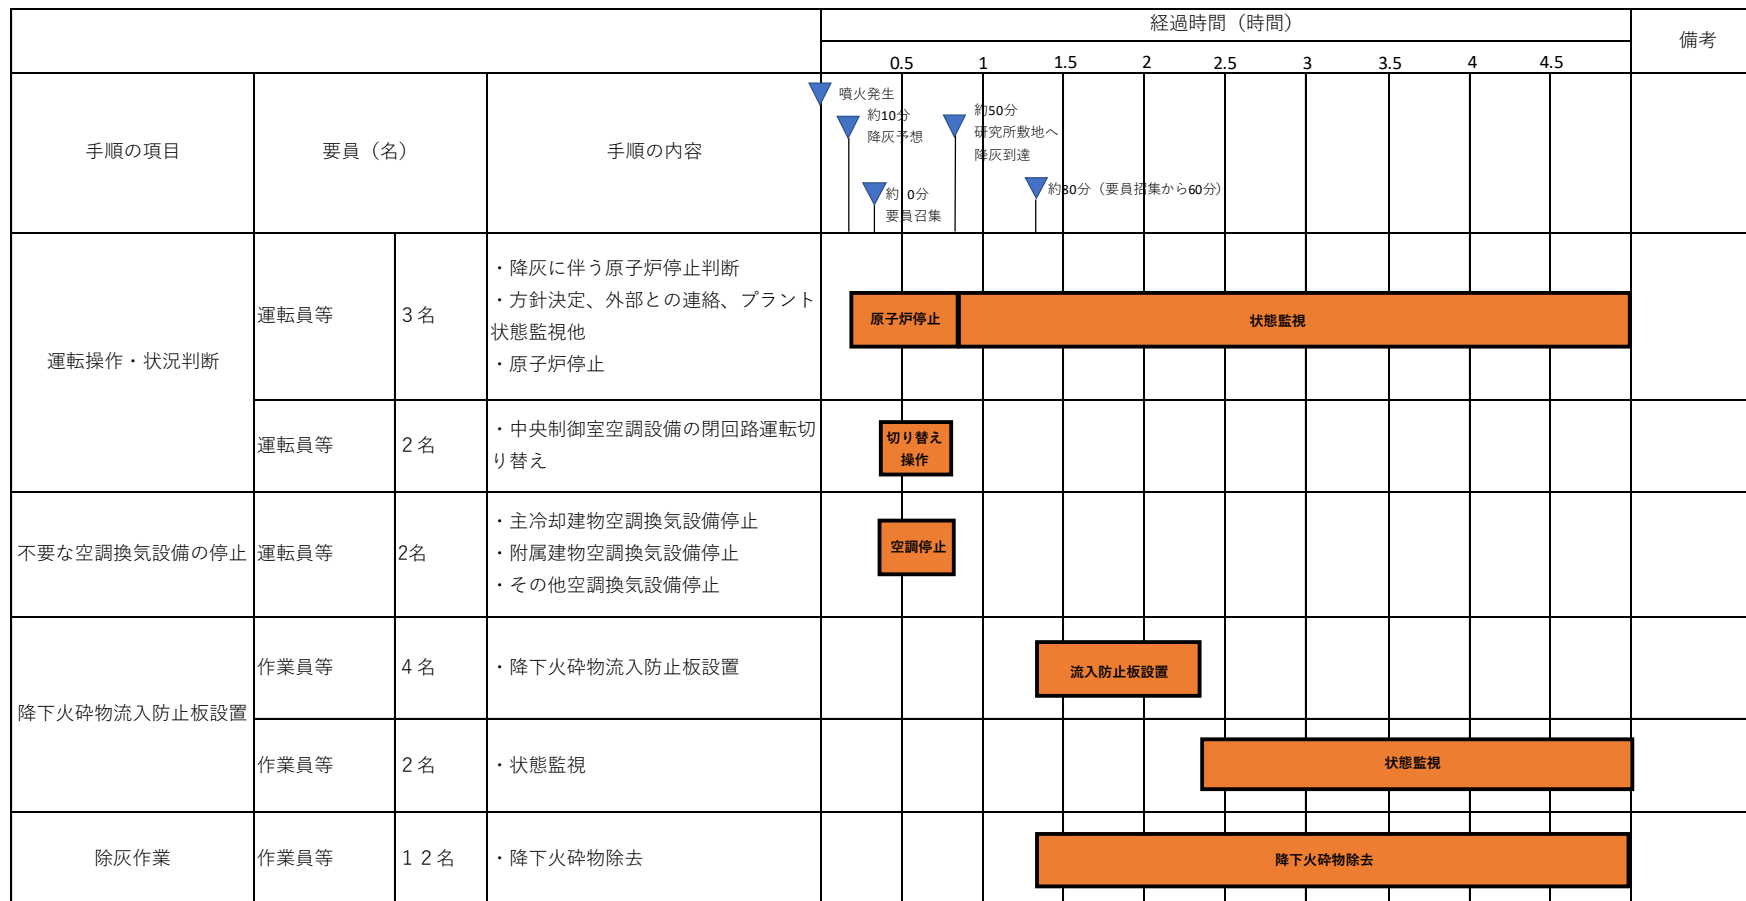 経過時間（時間）
備考
0.5 1 1.5 2 2.5 3 3.5 4 4.5
手順の項目 要員（名） 手順の内容
噴火発生
約10分
降灰予想
約50分
研究所敷地へ
降灰到達
約 0分
要員召集
約80分（要員招集から60分）
運転操作・状況判断
運転員等 ３名
・降灰に伴う原子炉停止判断
・方針決定、外部との連絡、プラント
状態監視他
・原子炉停止
原子炉停止 状態監視
運転員等 ２名
・中央制御室空調設備の閉回路運転切
り替え
切り替え
操作
不要な空調換気設備の停止 運転員等 2名
・主冷却建物空調換気設備停止
・附属建物空調換気設備停止
・その他空調換気設備停止
空調停止
降下火砕物流入防止板設置
作業員等 ４名 ・降下火砕物流入防止板設置
流入防止板設置
作業員等 ２名 ・状態監視
状態監視
除灰作業 作業員等 １２名 ・降下火砕物除去
降下火砕物除去